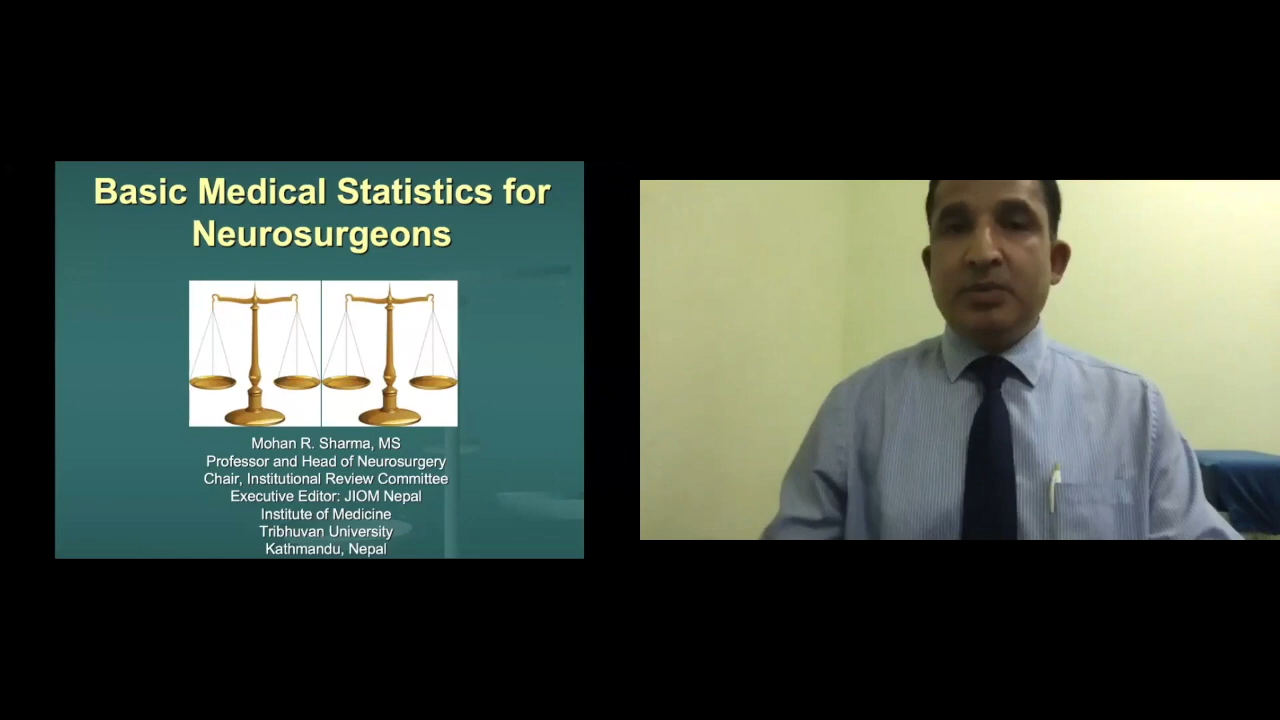 Basic Medical Statistics for
Neurosurgeons
Mohan R. Sharma, MS
Professor and Head of Neurosurgery
Chair, Institutional Review Committee
Executive Editor: JIOM Nepal
Institute of Medicine
Tribhuvan University
Kathmandu, Nepal